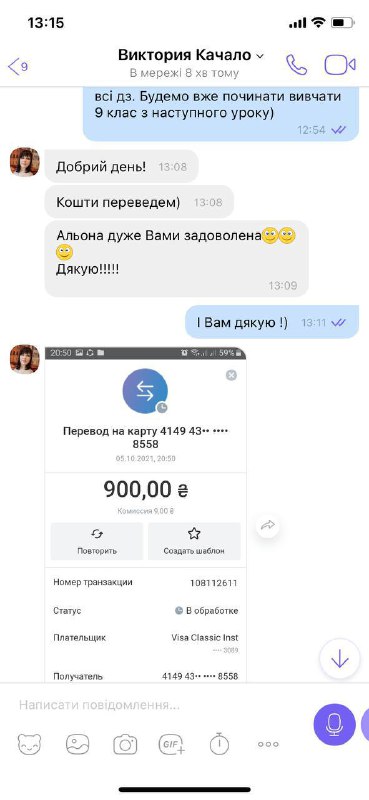 13:15
9
Виктория Качало
В мережі 8 хв тому
всі дз. Будемо вже починати вивчати
9 клас з наступного уроку)
12:54
Добрий день!
13:08
Кошти переведем)
13:08
Альона дуже Вами задоволена
Дякую!!!!!
13:09
І Вам дякую !)
13:11
20:50
59%
Перевод на карту 4149 43•• ••••
8558
05.10.2021, 20:50
900,00 ₴
Комиссия 9,00 ₴
Повторить
Создать шаблон
Номер транзакции
108112611
Статус
В обработке
Плательщик
Visa Classic Inst
•••• 3089
Получатель
4149 43•• •••• 8558
Написати повідомлення...
GIF